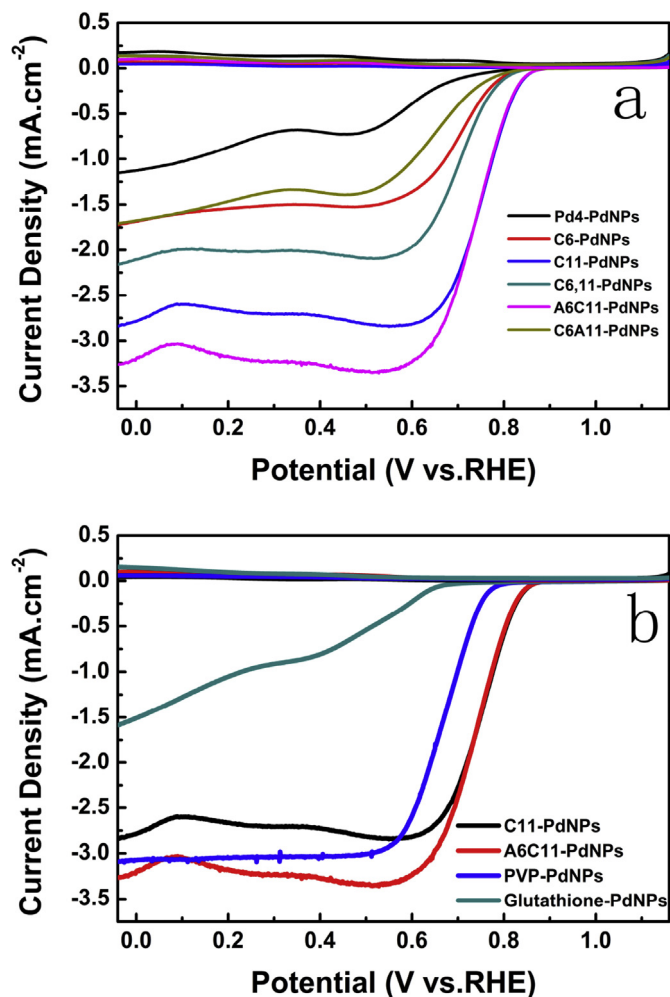 0.5
0.0
-0.5
-1.0
-1.5
-2.0
-2.5
-3.0
-3.5
Current Density (mA.cm-2)
a
Pd4-PdNPs
C6-PdNPs
C11-PdNPs
C6,11-PdNPs
A6C11-PdNPs
C6A11-PdNPs
0.0 0.2 0.4 0.6 0.8 1.0
Potential (V vs.RHE)
0.5
0.0
-0.5
-1.0
-1.5
-2.0
-2.5
-3.0
-3.5
Current Density (mA.cm-2)
b
C11-PdNPs
A6C11-PdNPs
PVP-PdNPs
Glutathione-PdNPs
0.0 0.2 0.4 0.6 0.8 1.0
Potential (V vs.RHE)